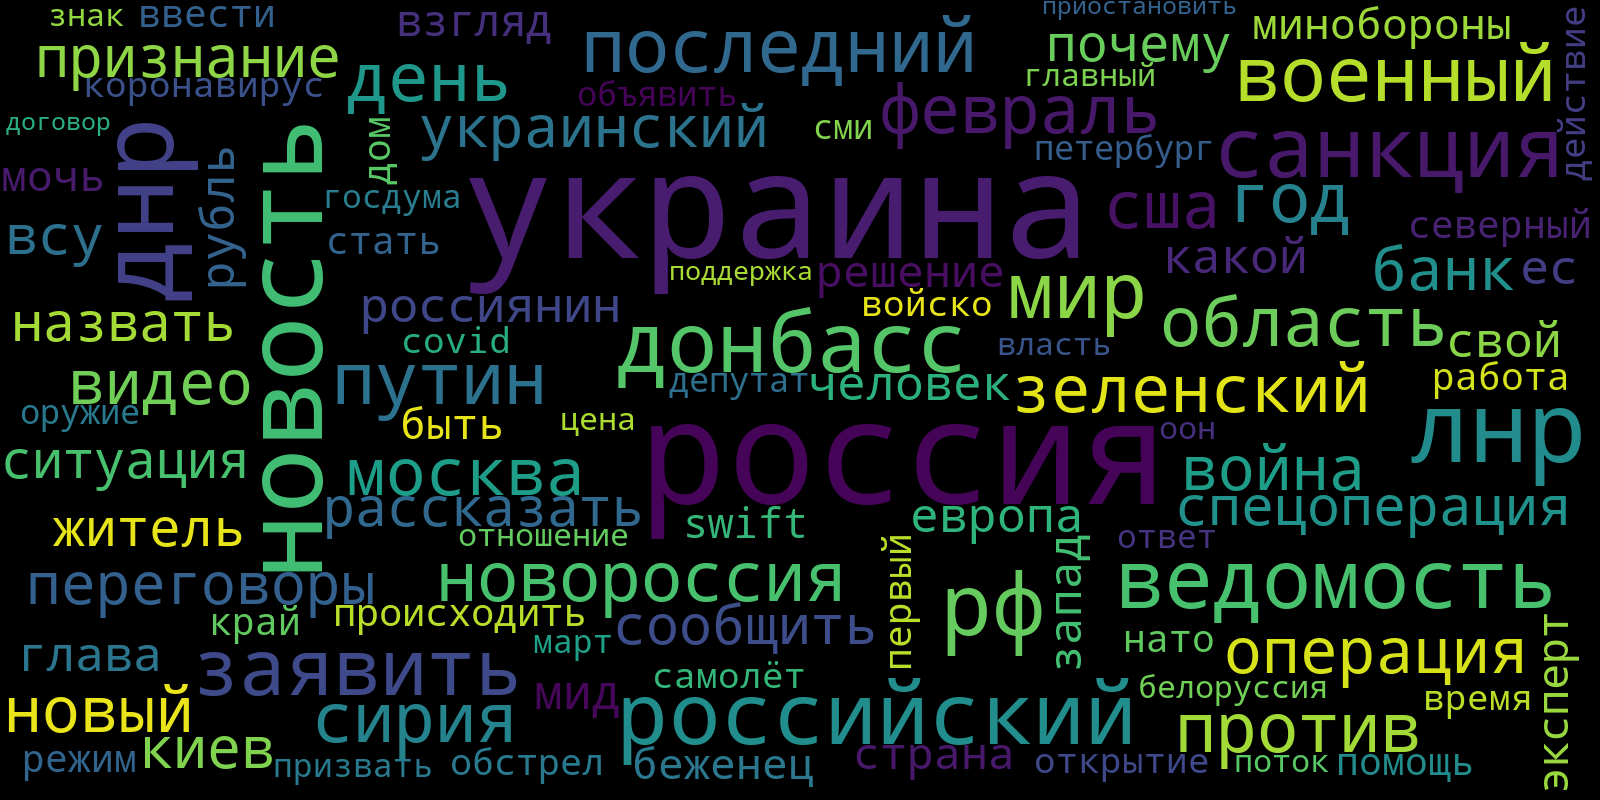 знак ввести взгляд приостановить
признание последний почему минобороны
коронавирус день объявить февраль главный военный действие
договор днр новость дом украинский сми петербург санкция
мочь рубль госдума украина сша год
всу стать поддержка решение какой северный
россиянин войско мир банк ес
назвать covid донбасс власть область свой
видео путин депутат человек зеленский работа
оружие быть цена россия оон лнр
ситуация москва война
житель рассказать swift европа спецоперация
отношение первый запад ответ
переговоры новороссия рф ведомость
край происходить март сообщить нато
глава заявить самолёт операция эксперт
новый мид белоруссия время
сирия российский против
киев страна
режим призвать обстрел беженец открытие поток помощь